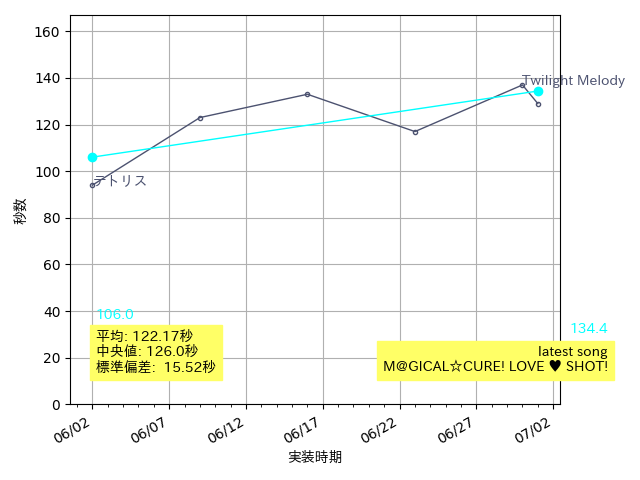 160
140
120
100
80
60
40
20
0
秒数
Twilight Melody
テトリス
106.0
平均: 122.17秒
中央値: 126.0秒
標準偏差: 15.52秒
134.4
latest song
M@GICAL☆CURE! LOVE ♥ SHOT!
06/02
06/07
06/12
06/17
06/22
06/27
07/02
実装時期